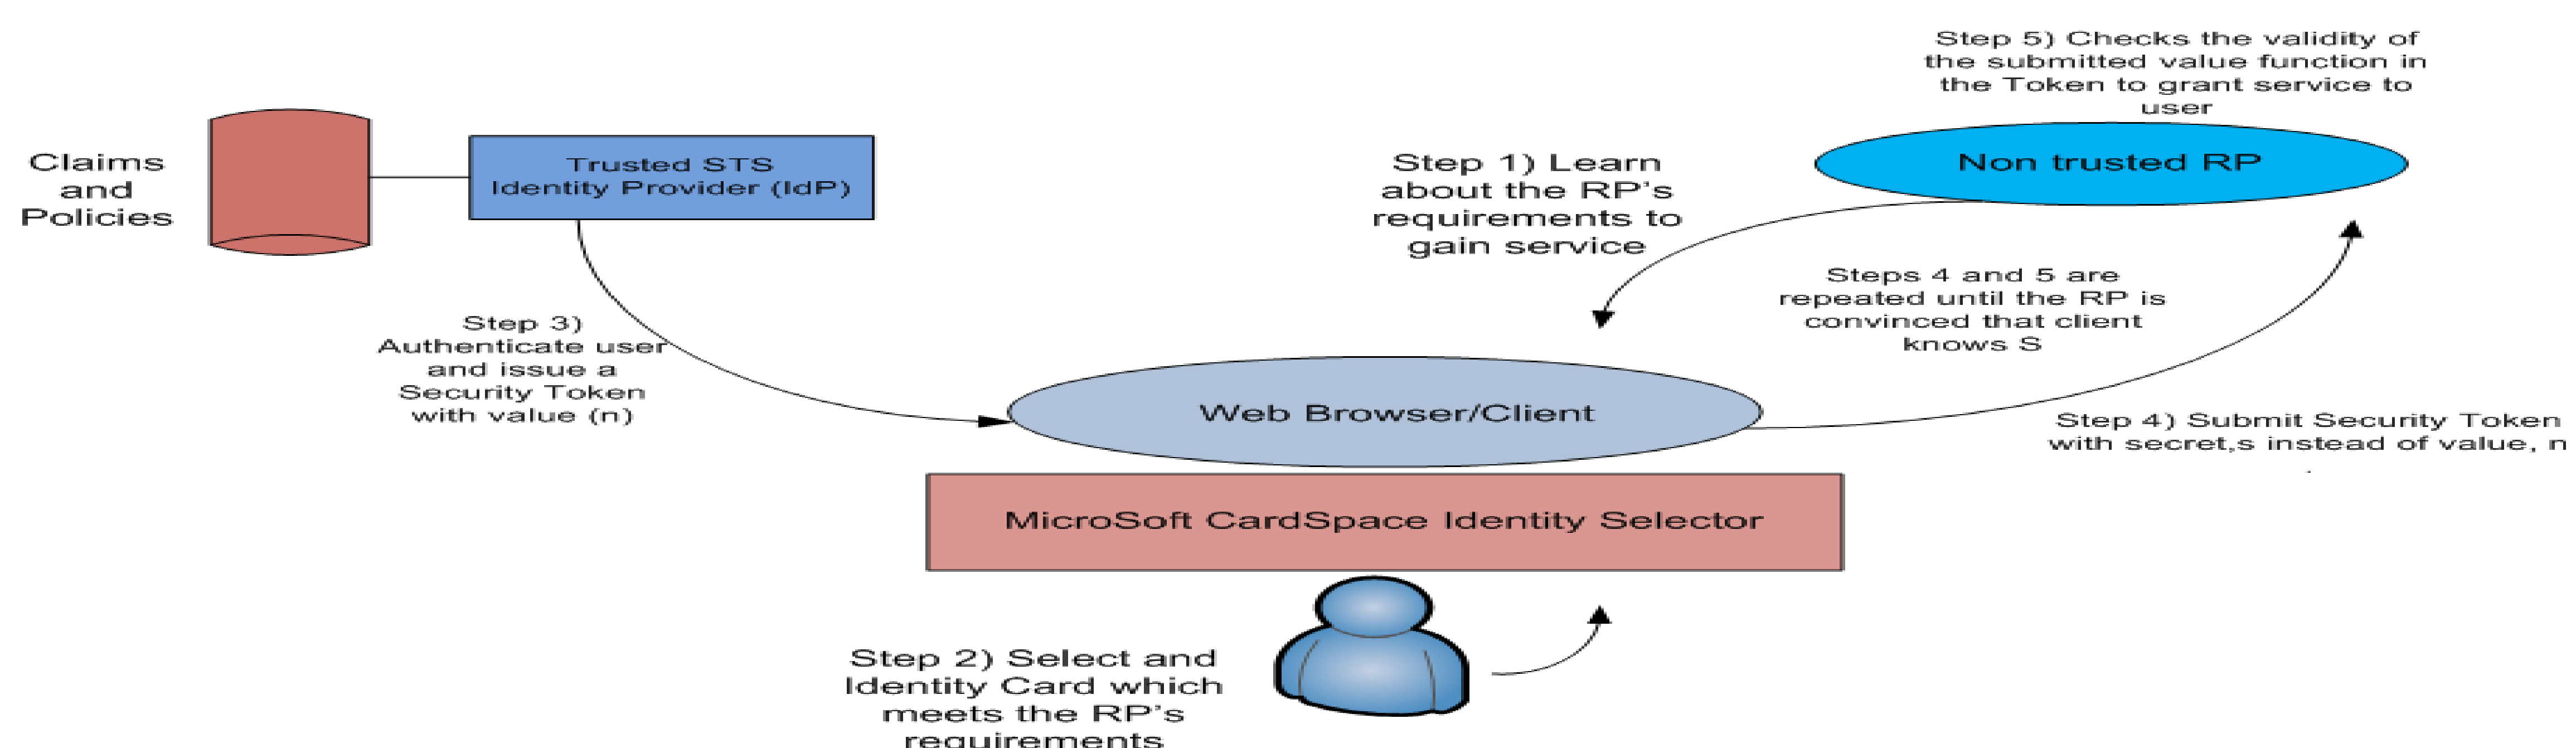 Claims
and
Policies
Trusted STS
Identity Provider (IdP)
Step 3)
Authenticate user
and issue a
Security Token
with value (n)
Step 1) Learn
about the RP's
requirements to
gain service
Step 5) Checks the validity of
the submitted value function in
the Token to grant service to
user
Non trusted RP
Steps 4 and 5 are
repeated until the RP is
convinced that client
knows S
Step 4) Submit Security Token
with secret,s instead of value, n
.
Web Browser/Client
MicroSoft CardSpace Identity Selector
Step 2) Select and
Identity Card which
meets the RP's
requirements